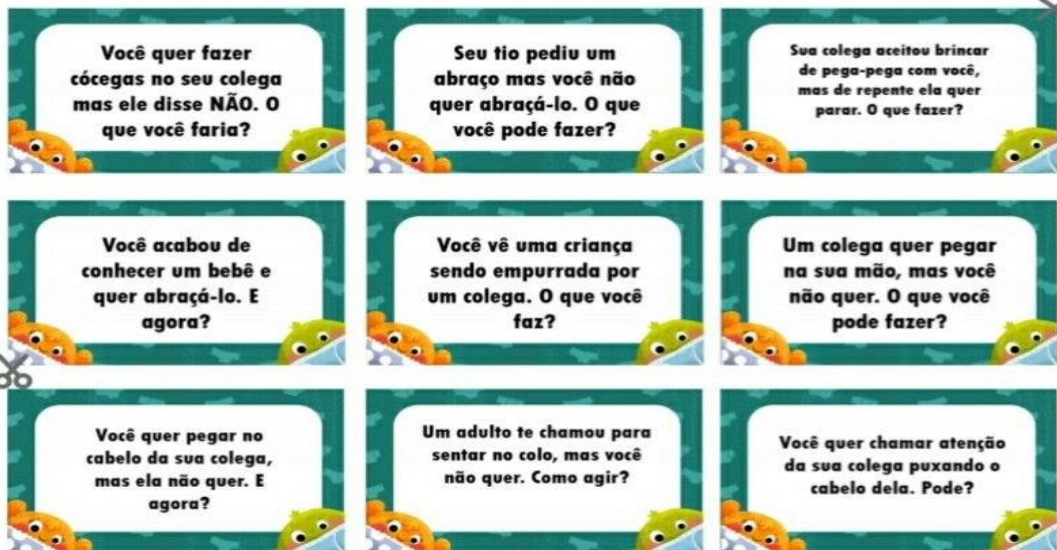 Você quer fazer
cócegas no seu colega
mas ele disse NÃO. O
que você faria?
Seu tio pediu um
abraço mas você não
quer abraçá-lo. O que
você pode fazer?
Sua colega aceitou brincar
de pega-pega com você,
mas de repente ela quer
parar. O que fazer?
Você acabou de
conhecer um bebê e
quer abraçá-lo. E
agora?
Você vê uma criança
sendo empurrada por
um colega. O que você
faz?
Um colega quer pegar
na sua mão, mas você
não quer. O que você
pode fazer?
Você quer pegar no
cabelo da sua colega,
mas ela não quer. E
agora?
Um adulto te chamou para
sentar no colo, mas você
não quer. Como agir?
Você quer chamar atenção
da sua colega puxando o
cabelo dela. Pode?